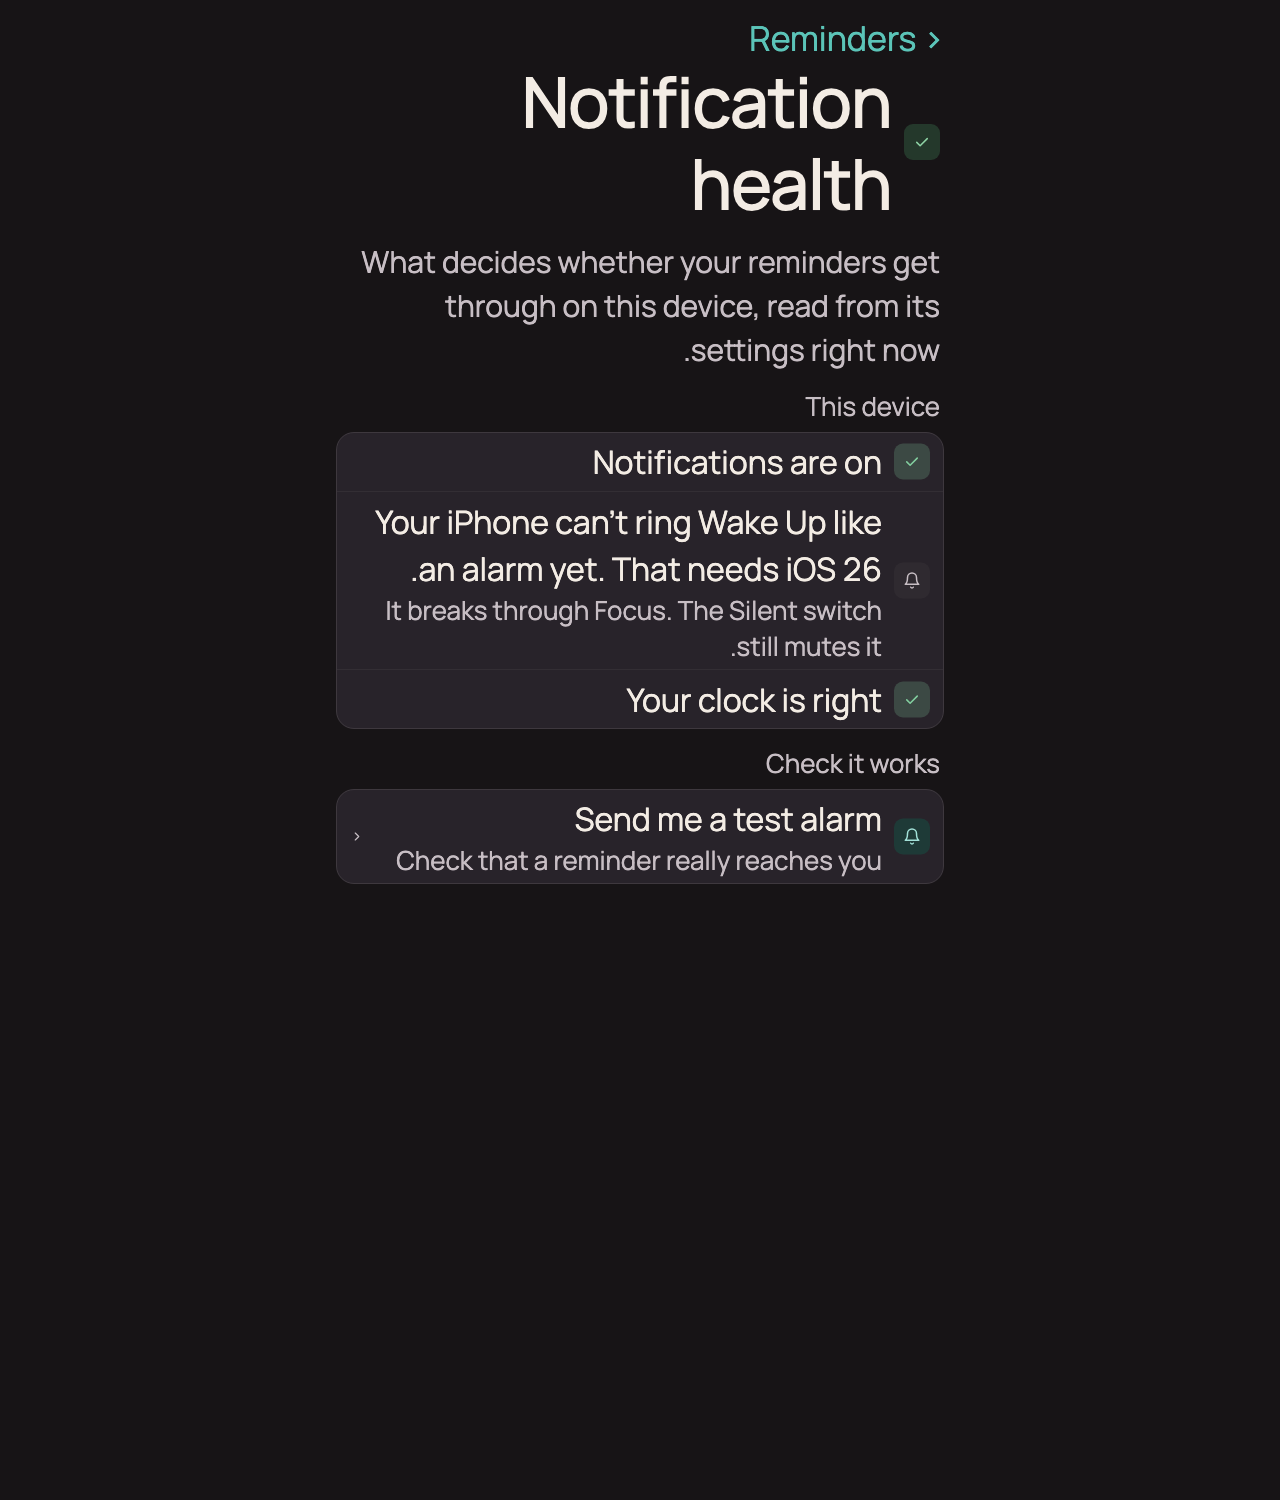 Reminders
Notification
health
What decides whether your reminders get
through on this device, read from its
.settings right now
This device
Notifications are on
Your iPhone can’t ring Wake Up like
.an alarm yet. That needs iOS 26
It breaks through Focus. The Silent switch
.still mutes it
Your clock is right
Check it works
Send me a test alarm
Check that a reminder really reaches you